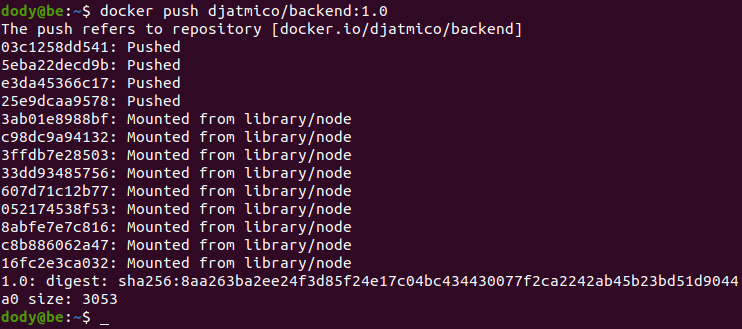 dody@be:~$ docker push djatmico/backend:1.0
The push refers to repository [docker.io/djatmico/backend]
03c1258dd541: Pushed
5eba22decd9b: Pushed
e3da45366c17: Pushed
25e9dcaa9578: Pushed
3ab01e8988bf: Mounted from library/node
c98dc9a94132: Mounted from library/node
3ffdb7e28503: Mounted from library/node
33dd93485756: Mounted from library/node
607d71c12b77: Mounted from library/node
052174538f53: Mounted from library/node
8abfe7e7c816: Mounted from library/node
c8b886062a47: Mounted from library/node
16fc2e3ca032: Mounted from library/node
1.0: digest: sha256:8aa263ba2ee24f3d85f24e17c04bc434430077f2ca2242ab45b23bd51d9044
a0 size: 3053
dody@be:~$ _